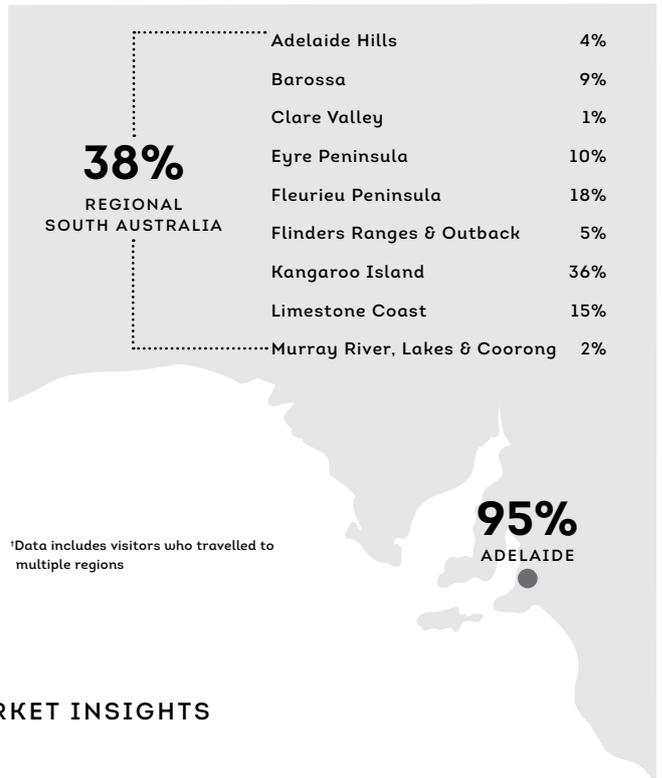 Adelaide Hills 4%
Barossa 9%
Clare Valley 1%
Eyre Peninsula 10%
Fleurieu Peninsula 18%
Flinders Ranges & Outback 5%
Kangaroo Island 36%
Limestone Coast 15%
Murray River, Lakes & Coorong 2%
38%
REGIONAL
SOUTH AUSTRALIA
95%
ADELAIDE
†Data includes visitors who travelled to
multiple regions
RKET INSIGHTS